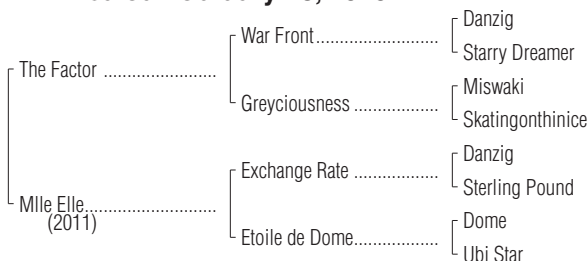 Danzig
War Front
Starry Dreamer
The Factor
Miswaki
Greyciousness
Skatingonthinice
Danzig
Exchange Rate
Sterling Pound
Mlle Elle
(2011)
Dome
Etoile de Dome
Ubi Star